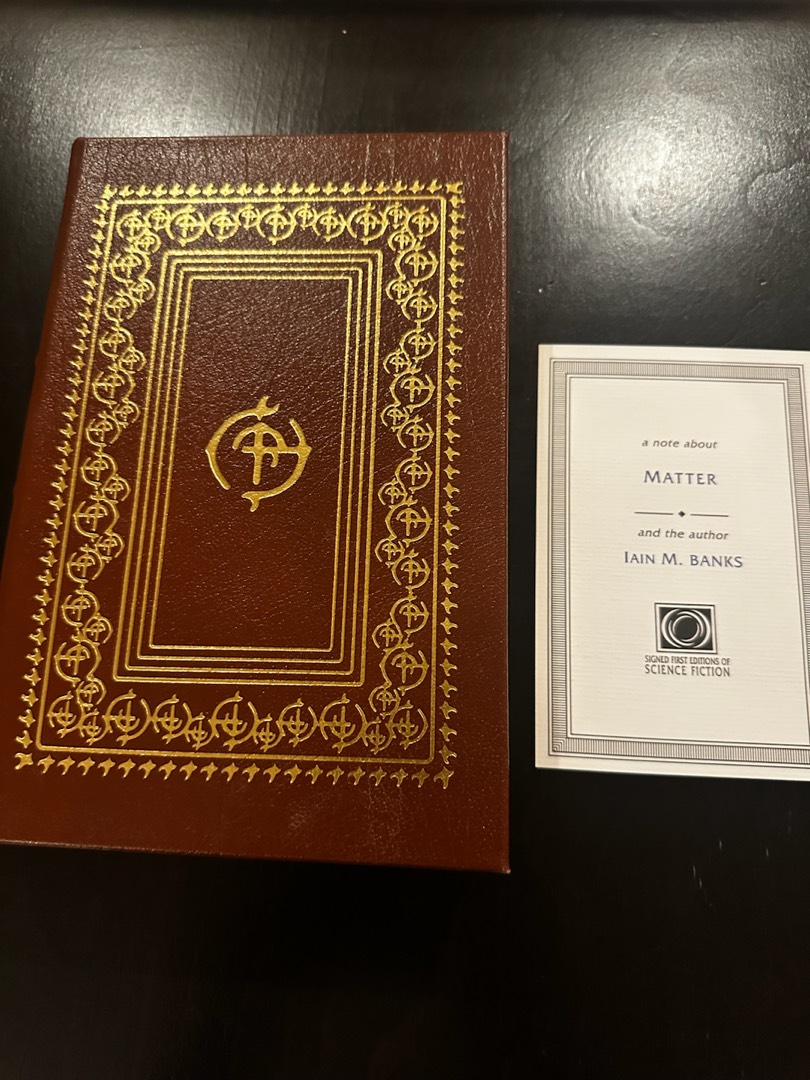 a note about
MATTER
and the author
IAIN M. BANKS
SIGNED FIRST EDITIONS OF
SCIENCE FICTION